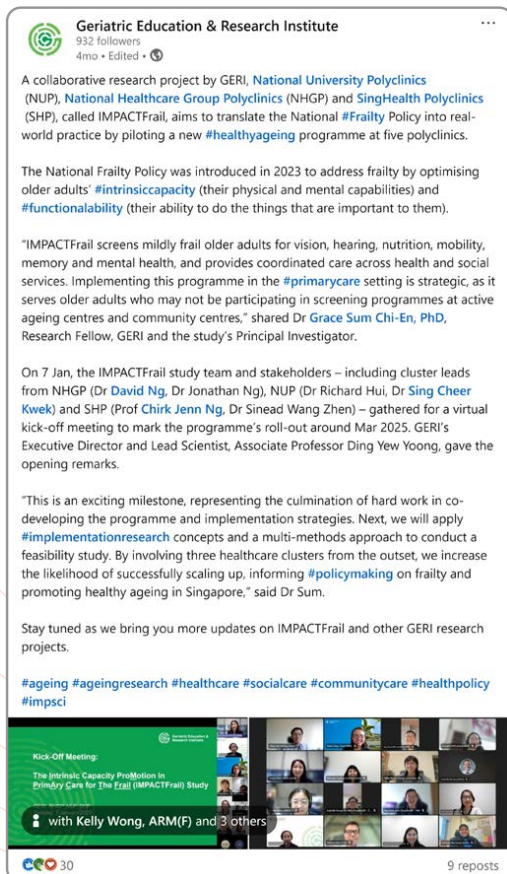 Geriatric Education & Research Institute
932 followers
4mo • Edited •
A collaborative research project by GERI, National University Polyclinics
(NUP), National Healthcare Group Polyclinics (NHGP) and SingHealth Polyclinics
(SHP), called IMPACTFrail, aims to translate the National #Frailty Policy into real-
world practice by piloting a new #healthyageing programme at five polyclinics.
The National Frailty Policy was introduced in 2023 to address frailty by optimising
older adults' #intrinsiccapacity (their physical and mental capabilities) and
#functionalability (their ability to do the things that are important to them).
"IMPACTFrail screens mildly frail older adults for vision, hearing, nutrition, mobility,
memory and mental health, and provides coordinated care across health and social
services. Implementing this programme in the #primarycare setting is strategic, as it
serves older adults who may not be participating in screening programmes at active
ageing centres and community centres," shared Dr Grace Sum Chi-En, PhD,
Research Fellow, GERI and the study's Principal Investigator.
On 7 Jan, the IMPACTFrail study team and stakeholders – including cluster leads
from NHGP (Dr David Ng, Dr Jonathan Ng), NUP (Dr Richard Hui, Dr Sing Cheer
Kwek) and SHP (Prof Chirk Jenn Ng, Dr Sinead Wang Zhen) – gathered for a virtual
kick-off meeting to mark the programme's roll-out around Mar 2025. GERI's
Executive Director and Lead Scientist, Associate Professor Ding Yew Yoong, gave the
opening remarks.
"This is an exciting milestone, representing the culmination of hard work in co-
developing the programme and implementation strategies. Next, we will apply
#implementationresearch concepts and a multi-methods approach to conduct a
feasibility study. By involving three healthcare clusters from the outset, we increase
the likelihood of successfully scaling up, informing #policymaking on frailty and
promoting healthy ageing in Singapore," said Dr Sum.
Stay tuned as we bring you more updates on IMPACTFrail and other GERI research
projects.
#ageing #ageingresearch #healthcare #socialcare #communitycare #healthpolicy
#impsci
Geriatric Education &
Research Institute
Kick-Off Meeting:
The Intrinsic Capacity ProMotion in
PrimAry Care for The Frail (IMPACTFrail) Study
with Kelly Wong, ARM(F) and 3 others
30
9 reposts